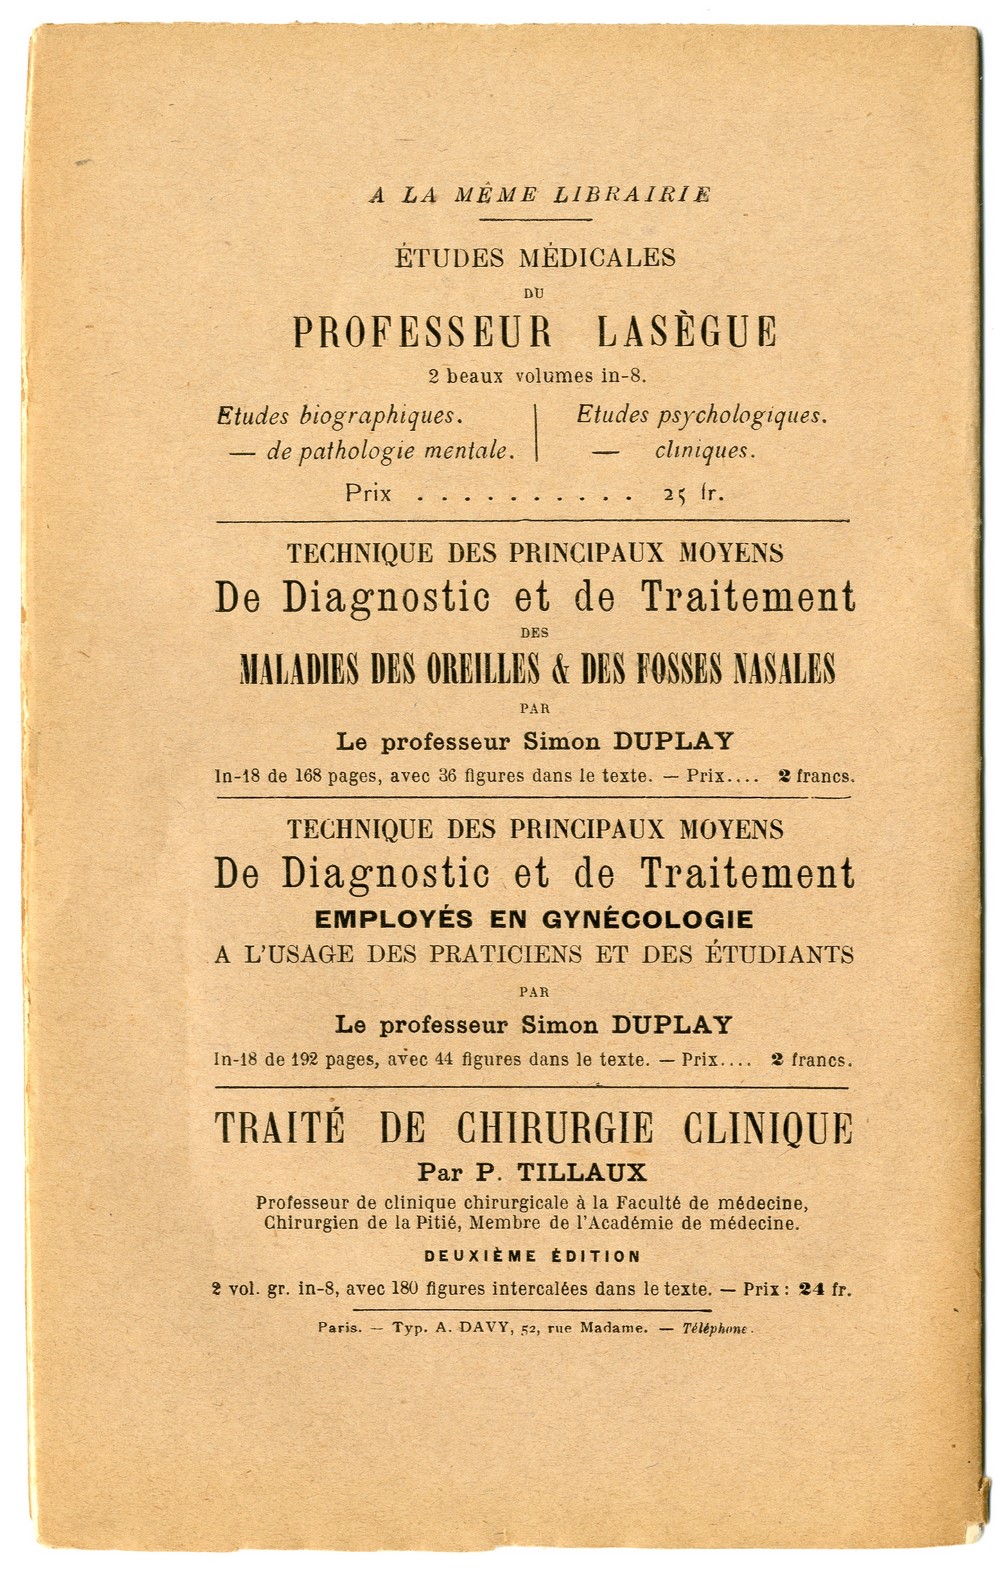 A LA MÊME LIBRAIRIE
ÉTUDES MÉDICALES
DU
PROFESSEUR LASÈGUE
2 beaux volumes in-8.
Etudes biographiques. Etudes psychologiques.
— de pathologie mentale. — cliniques.
Prix . . . . . . . . . . 25 fr.
TECHNIQUE DES PRINCIPAUX MOYENS
De Diagnostic et de Traitement
DES
MALADIES DES OREILLES & DES FOSSES NASALES
PAR
Le professeur Simon DUPLAY
In-18 de 168 pages, avec 36 figures dans le texte. — Prix.... 2 francs.
TECHNIQUE DES PRINCIPAUX MOYENS
De Diagnostic et de Traitement
EMPLOYÉS EN GYNÉCOLOGIE
A L'USAGE DES PRATICIENS ET DES ÉTUDIANTS
PAR
Le professeur Simon DUPLAY
In-18 de 192 pages, avec 44 figures dans le texte. — Prix.... 2 francs.
TRAITÉ DE CHIRURGIE CLINIQUE
Par P. TILLAUX
Professeur de clinique chirurgicale à la Faculté de médecine,
Chirurgien de la Pitié, Membre de l'Académie de médecine.
DEUXIÈME ÉDITION
2 vol. gr. in-8, avec 180 figures intercalées dans le texte. — Prix : 24 fr.
Paris. — Typ. A. DAVY, 52, rue Madame. — Téléphone.